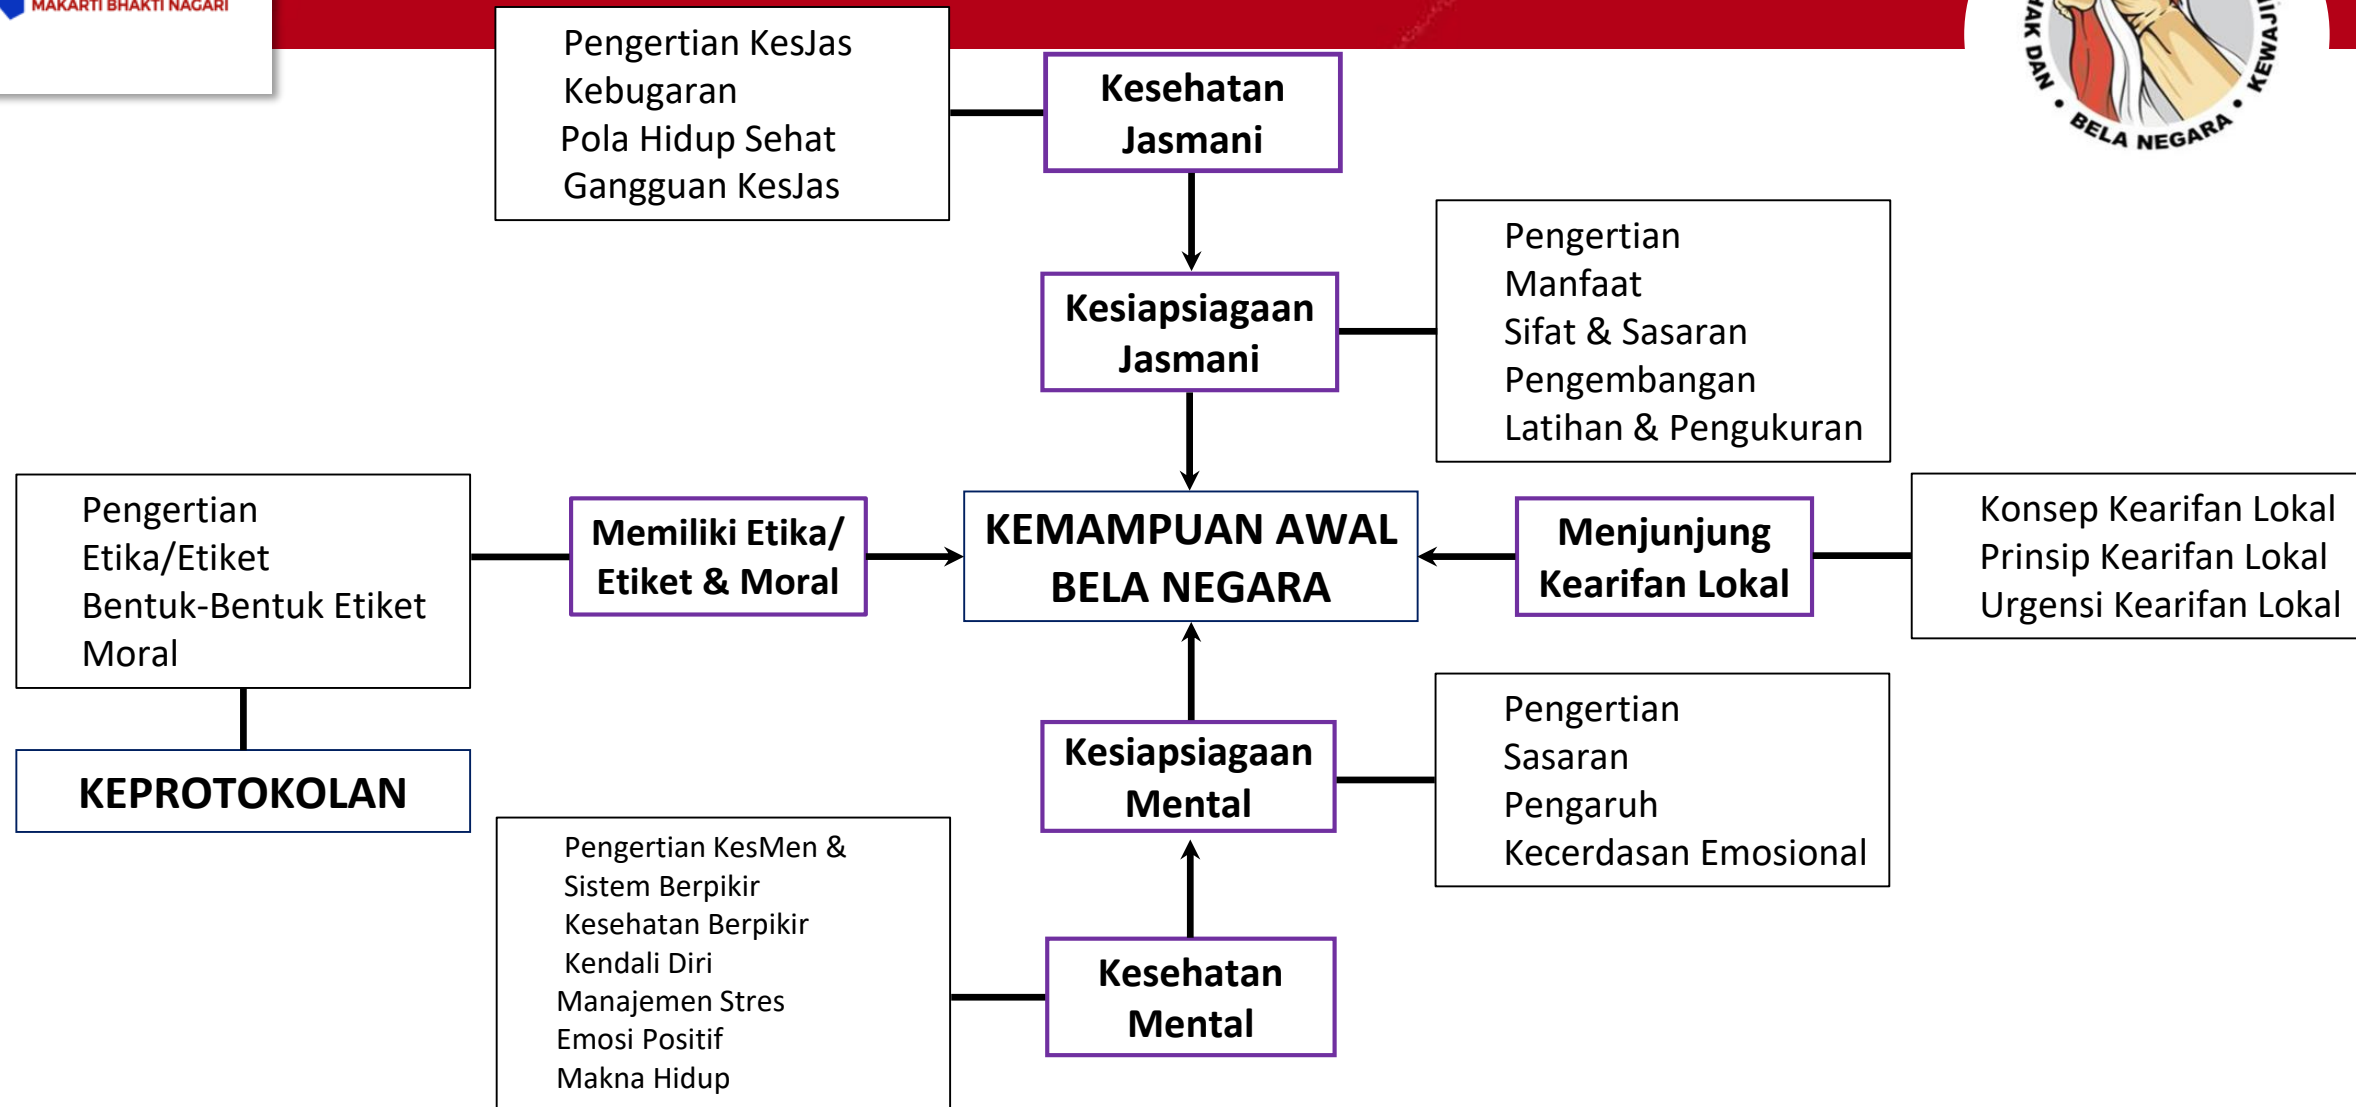 MAKARTI BHAKTI NAGARI
HAK DAN • BELA NEGARA •
Pengertian KesJas
Kebugaran
Pola Hidup Sehat
Gangguan KesJas
Kesehatan
Jasmani
Kesiapsiagaan
Jasmani
Pengertian
Manfaat
Sifat & Sasaran
Pengembangan
Latihan & Pengukuran
Pengertian
Etika/Etiket
Bentuk-Bentuk Etiket
Moral
Memiliki Etika/
Etiket & Moral
KEMAMPUAN AWAL
BELA NEGARA
Menjunjung
Kearifan Lokal
Konsep Kearifan Lokal
Prinsip Kearifan Lokal
Urgensi Kearifan Lokal
KEPROTOKOLAN
Kesiapsiagaan
Mental
Pengertian
Sasaran
Pengaruh
Kecerdasan Emosional
Pengertian KesMen &
Sistem Berpikir
Kesehatan Berpikir
Kendali Diri
Manajemen Stres
Emosi Positif
Makna Hidup
Kesehatan
Mental